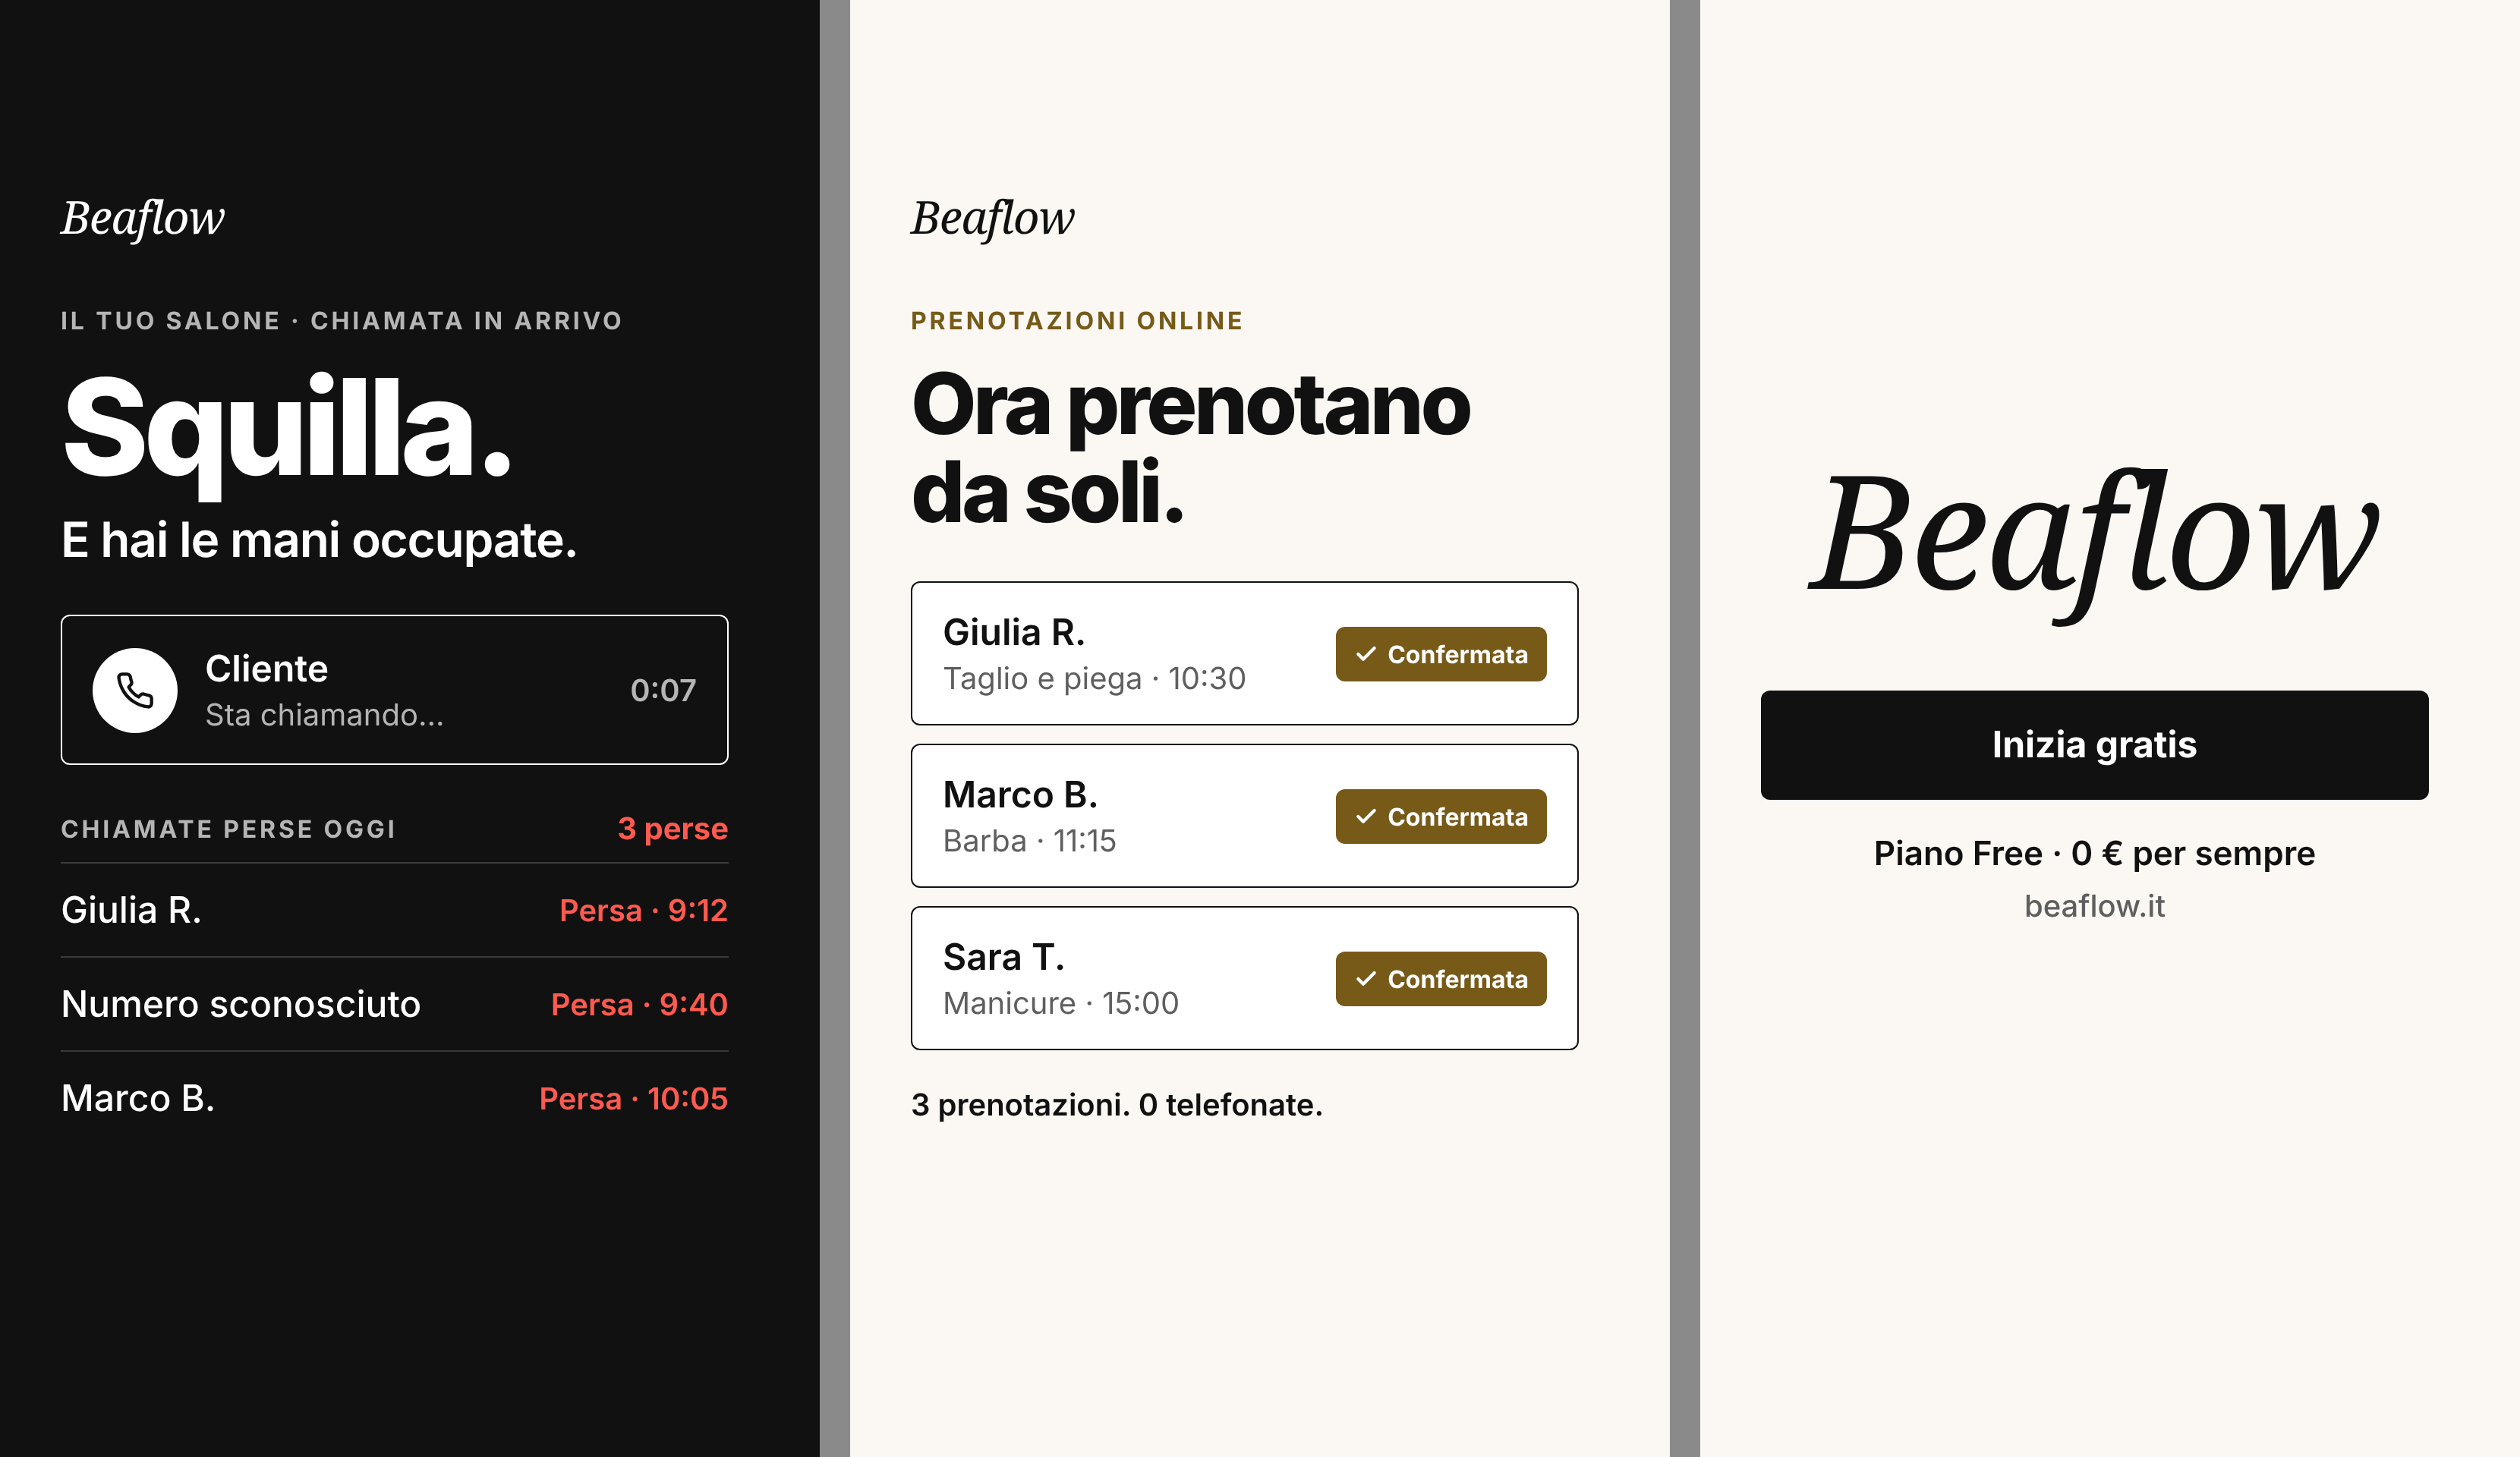 Beaflow
IL TUO SALONE · CHIAMATA IN ARRIVO
Squilla.
E hai le mani occupate.
Cliente
Sta chiamando...
0:07
CHIAMATE PERSE OGGI
3 perse
Giulia R.
Persa · 9:12
Numero sconosciuto
Persa · 9:40
Marco B.
Persa · 10:05
Beaflow
PRENOTAZIONI ONLINE
Ora prenotano
da soli.
Giulia R.
Taglio e piega · 10:30
Confermata
Marco B.
Barba · 11:15
Confermata
Sara T.
Manicure · 15:00
Confermata
3 prenotazioni. 0 telefonate.
Beaflow
Inizia gratis
Piano Free · 0 € per sempre
beaflow.it